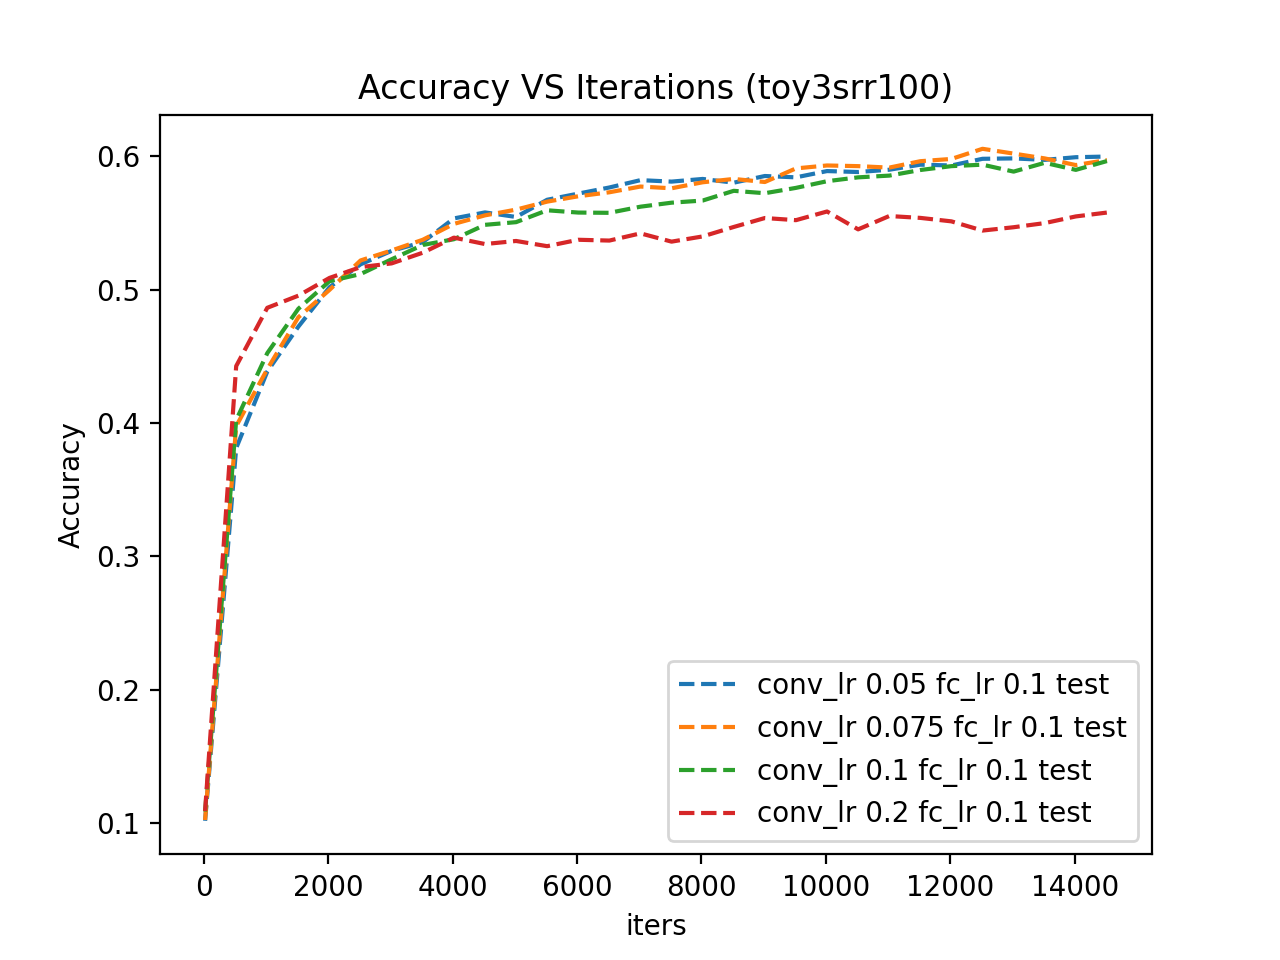 Accuracy VS Iterations (toy3srr100)
Accuracy
0.6
0.5
0.4
0.3
0.2
0.1
conv_lr 0.05 fc_lr 0.1 test
conv_lr 0.075 fc_lr 0.1 test
conv_lr 0.1 fc_lr 0.1 test
conv_lr 0.2 fc_lr 0.1 test
0 2000 4000 6000 8000 10000 12000 14000
iters